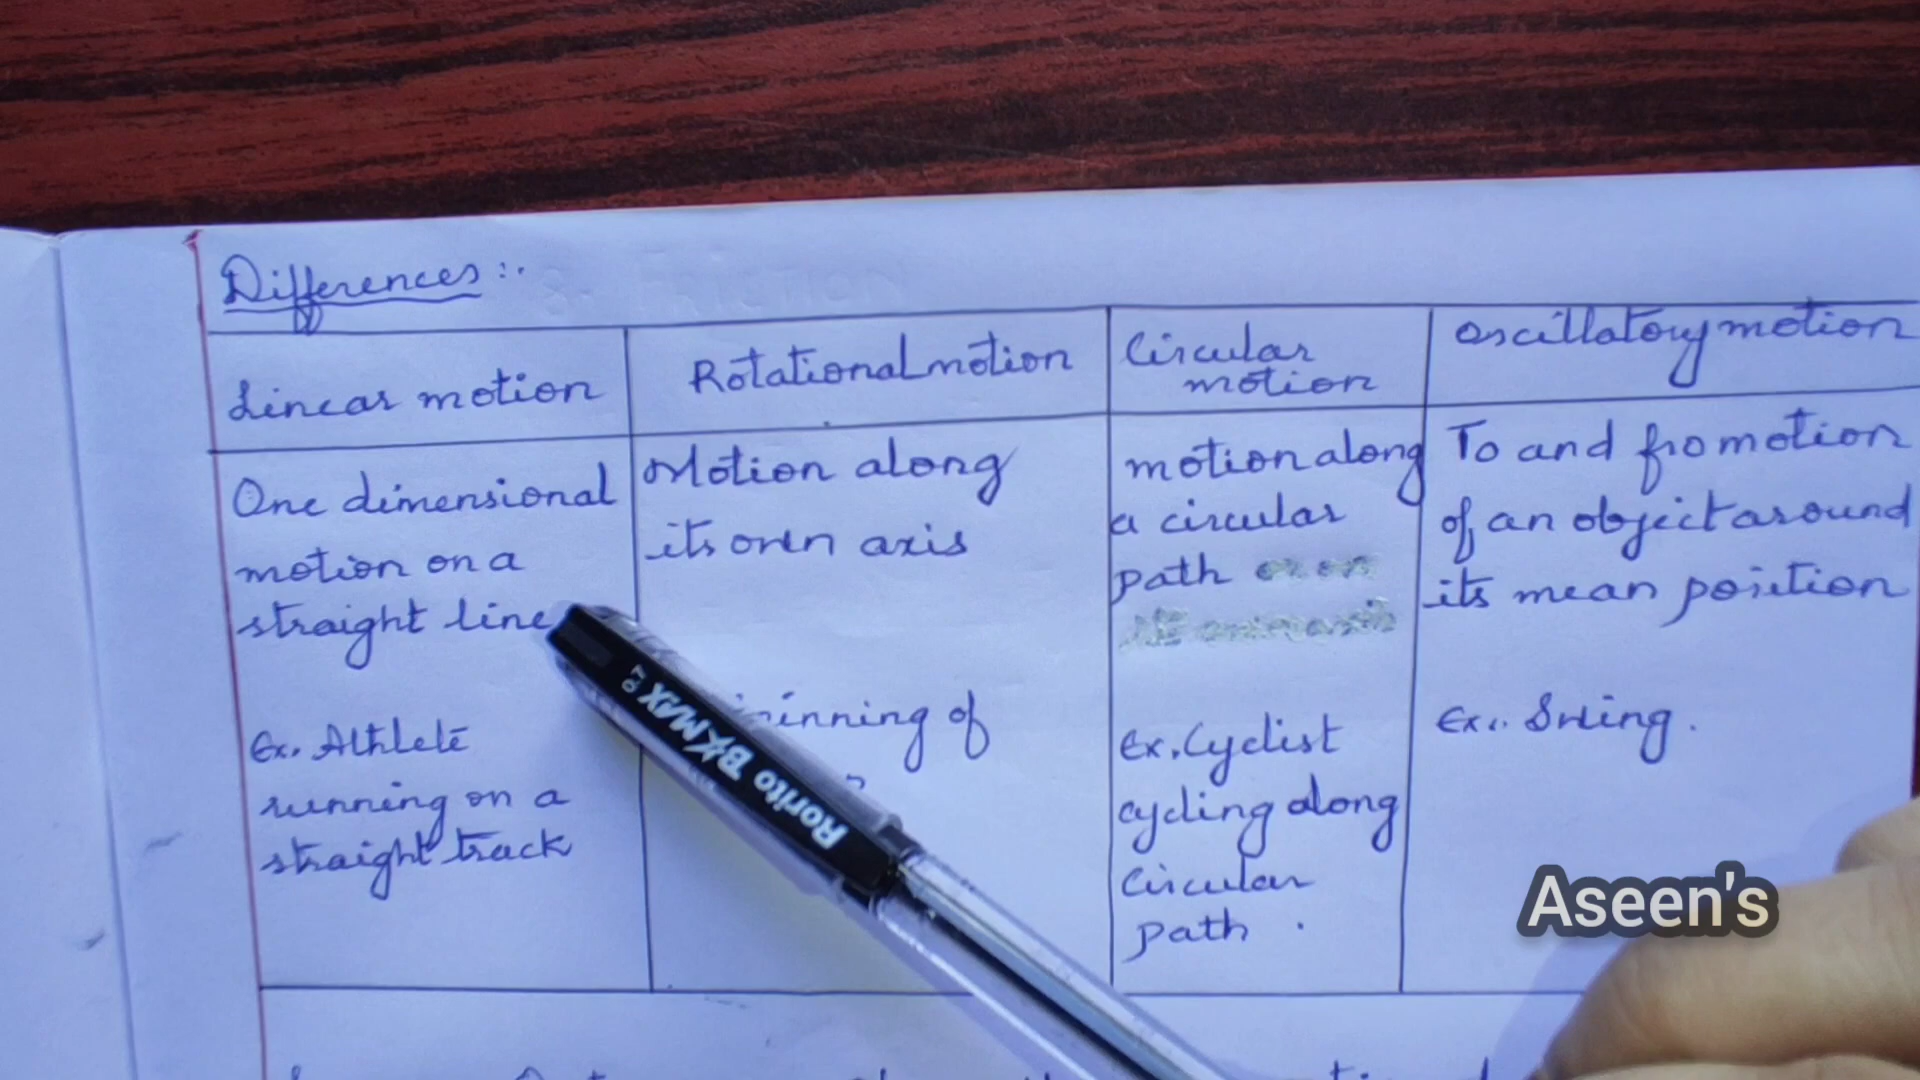 Differences :-
Linear motion
Rotational motion
Circular
motion
oscillatory motion
One dimensional
motion on a
straight line
Ex. Athlete
running on a
straight track
Motion along
its own axis
of
motion along
a circular
path
Ex. Cyclist
cycling along
circular
path .
To and fro motion
of an object around
its mean position
Ex. Swing .
Rorito B★MAX 0.7
Aseen's